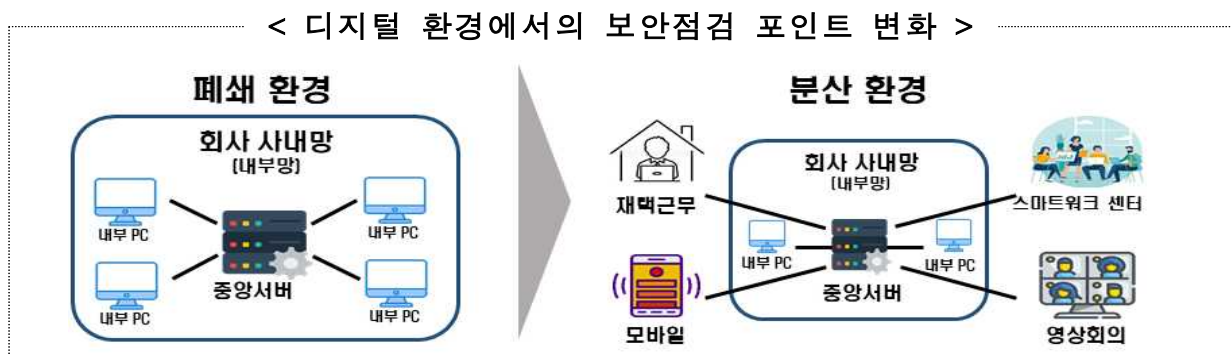 < 디지털 환경에서의 보안점검 포인트 변화 >
폐쇄 환경
회사 사내망
(내부망)
내부 PC
내부 PC
내부 PC
내부 PC
중앙서버
분산 환경
회사 사내망
(내부망)
재택근무
스마트워크 센터
내부 PC
내부 PC
중앙서버
모바일
영상회의